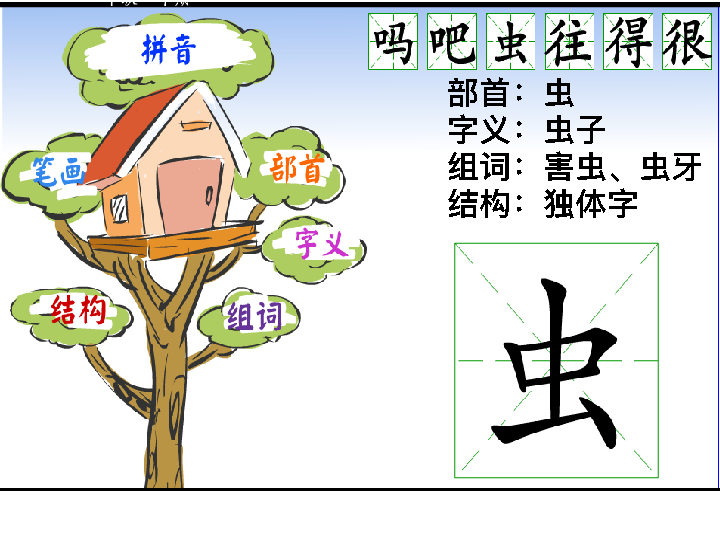 吗 吧 虫 往 得 很
拼音
笔画
部首
字义
结构
组词
部首：虫
字义：虫子
组词：害虫、虫牙
结构：独体字
虫